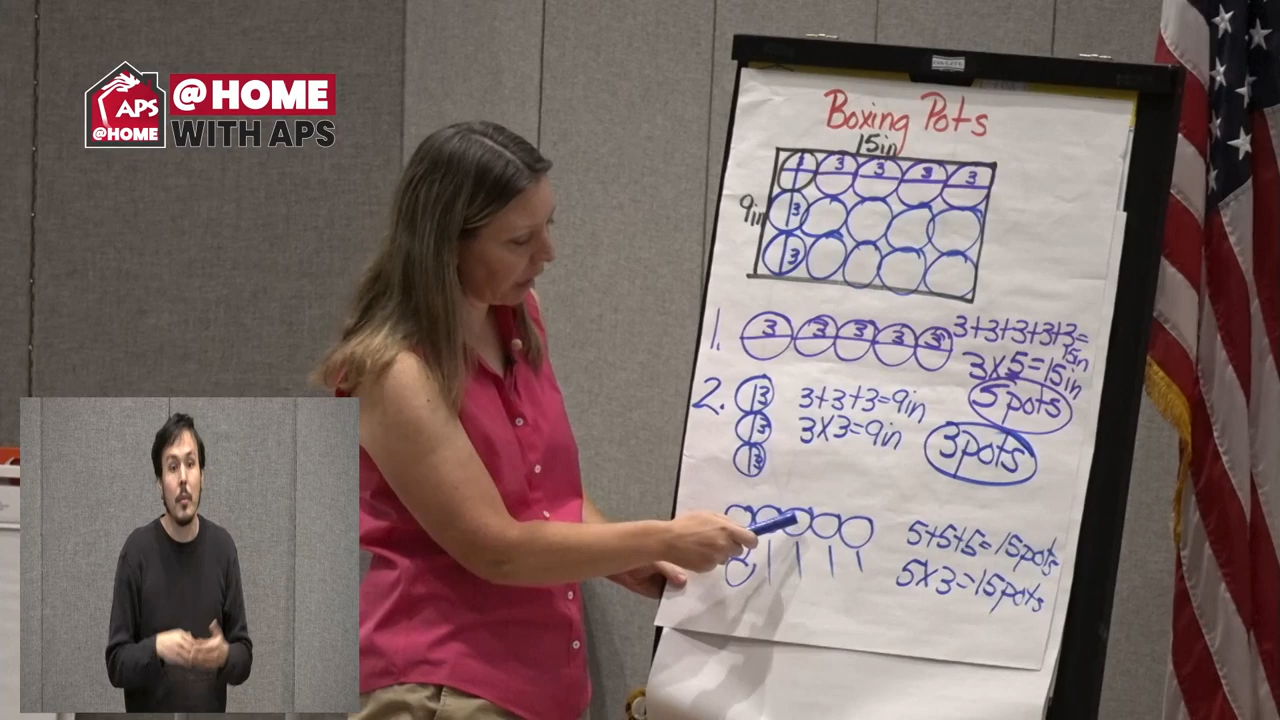 APS
@HOME
@HOME
WITH APS
Boxing Pots
15in
3 3 3 3 3
9in
3
3
1. 3 3 3 3 3 3+3+3+3+3=
15in
3x5=15in
5 pots
2. 3 3+3+3=9in
3 3x3=9in
3 3pots
5+5+5=15pots
5x3=15pots